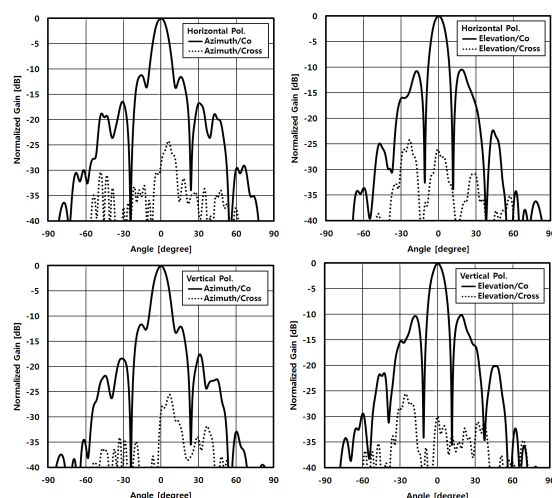 0
-5
-10
-15
-20
-25
-30
-35
-40
Normalized Gain [dB]
Horizontal Pol.
Azimuth/Co
Azimuth/Cross
-90 -60 -30 0 30 60 90
Angle [degree]
0
-5
-10
-15
-20
-25
-30
-35
-40
Normalized Gain [dB]
Horizontal Pol.
Elevation/Co
Elevation/Cross
-90 -60 -30 0 30 60 90
Angle [degree]
0
-5
-10
-15
-20
-25
-30
-35
-40
Normalized Gain [dB]
Vertical Pol.
Azimuth/Co
Azimuth/Cross
-90 -60 -30 0 30 60 90
Angle [degree]
0
-5
-10
-15
-20
-25
-30
-35
-40
Normalized Gain [dB]
Vertical Pol.
Elevation/Co
Elevation/Cross
-90 -60 -30 0 30 60 90
Angle [degree]